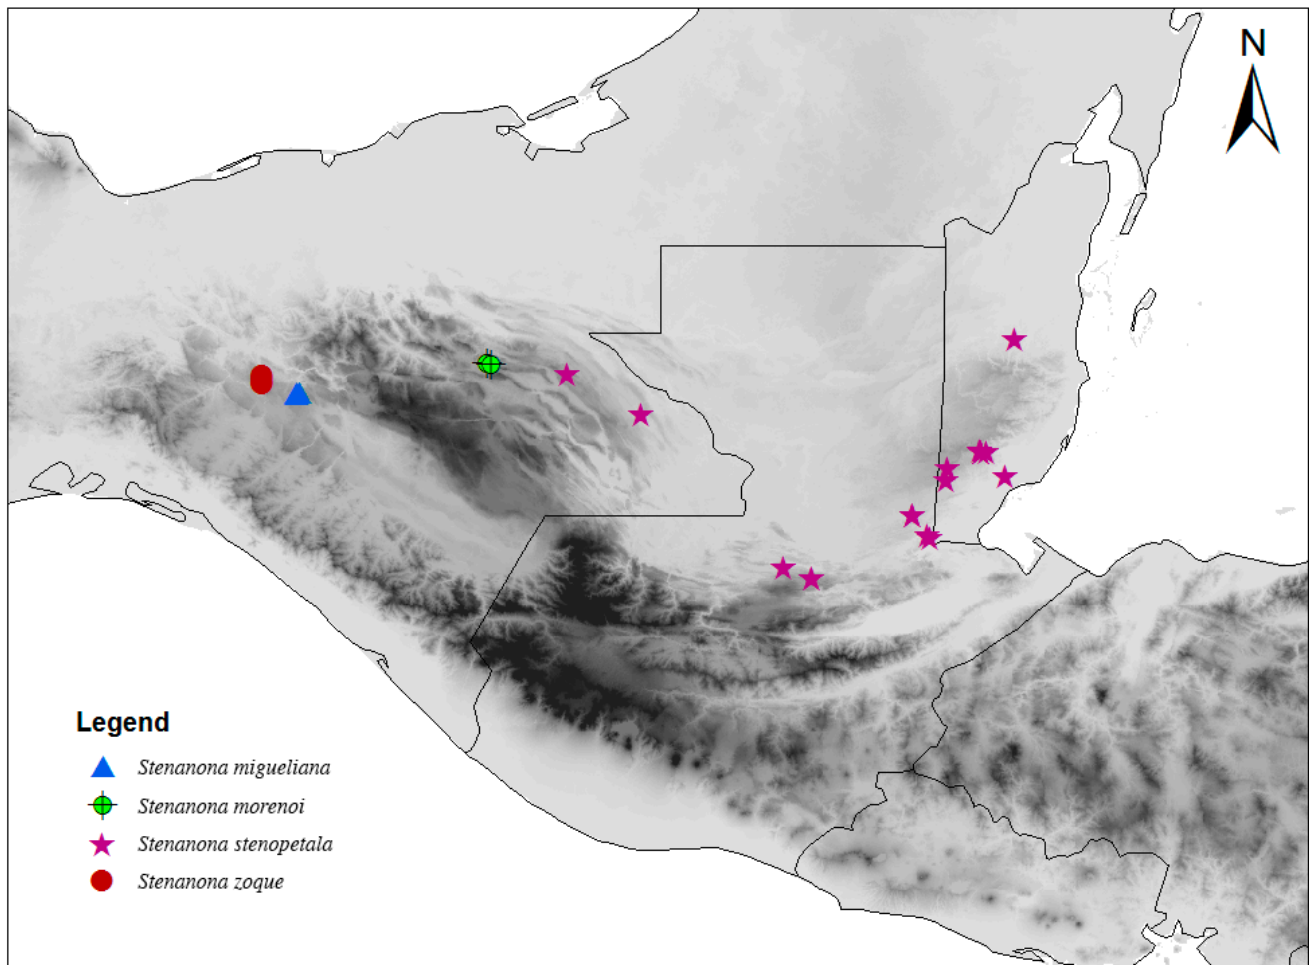 N
Legend
Stenanona migueliana
Stenanona morenoi
Stenanona stenopetala
Stenanona zoque